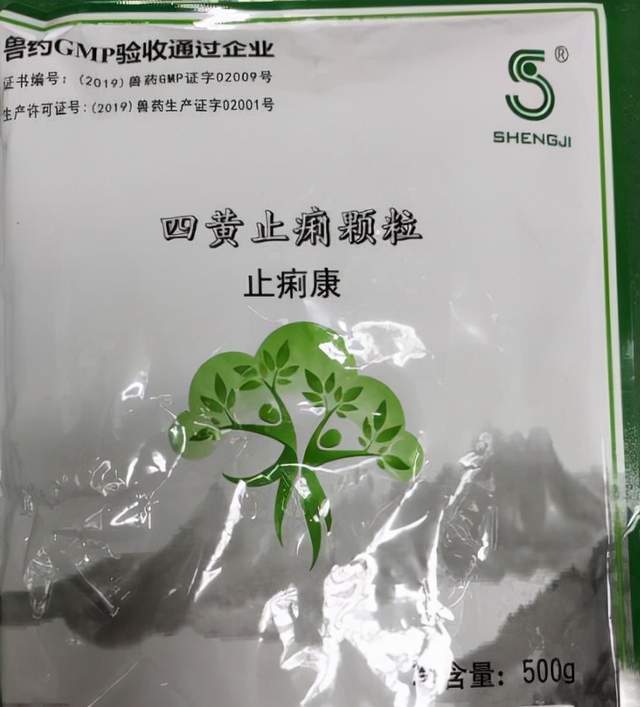 兽药GMP验收通过企业
证书编号：(2019)兽药GMP证字02009号
生产许可证号：(2019)兽药生产证字02001号
®
SHENGJI
四黄止痢颗粒
止痢康
含量：500g